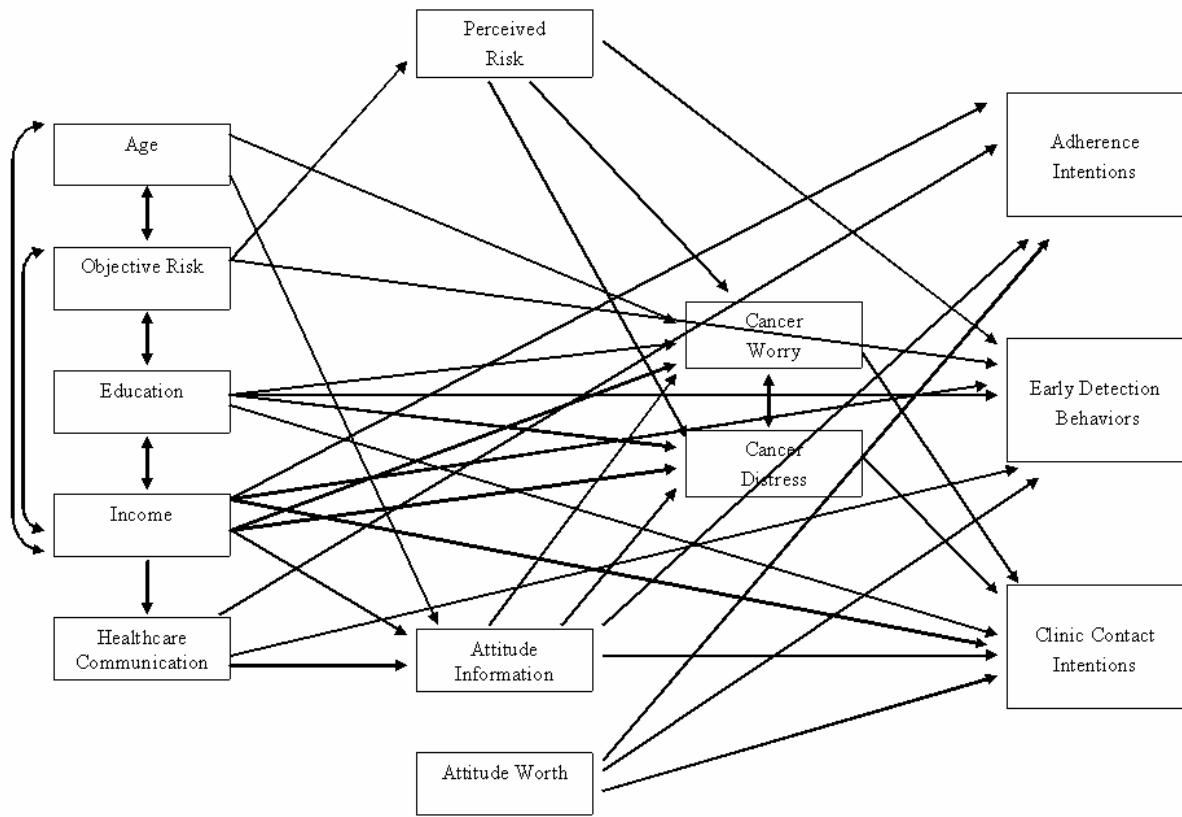 Perceived
Risk
Age
Adherence
Intentions
Objective Risk
Cancer
Worry
Education
Early Detection
Behaviors
Cancer
Distress
Income
Healthcare
Communication
Attitude
Information
Clinic Contact
Intentions
Attitude Worth